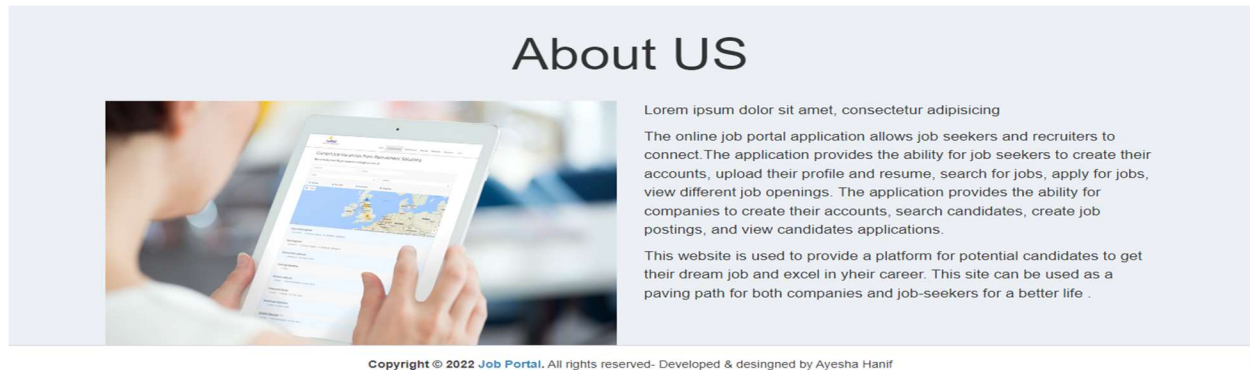 About US
Lorem ipsum dolor sit amet, consectetur adipisicing
The online job portal application allows job seekers and recruiters to
connect.The application provides the ability for job seekers to create their
accounts, upload their profile and resume, search for jobs, apply for jobs,
view different job openings. The application provides the ability for
companies to create their accounts, search candidates, create job
postings, and view candidates applications.
This website is used to provide a platform for potential candidates to get
their dream job and excel in yheir career. This site can be used as a
paving path for both companies and job-seekers for a better life .
Copyright © 2022 Job Portal. All rights reserved- Developed & desingned by Ayesha Hanif